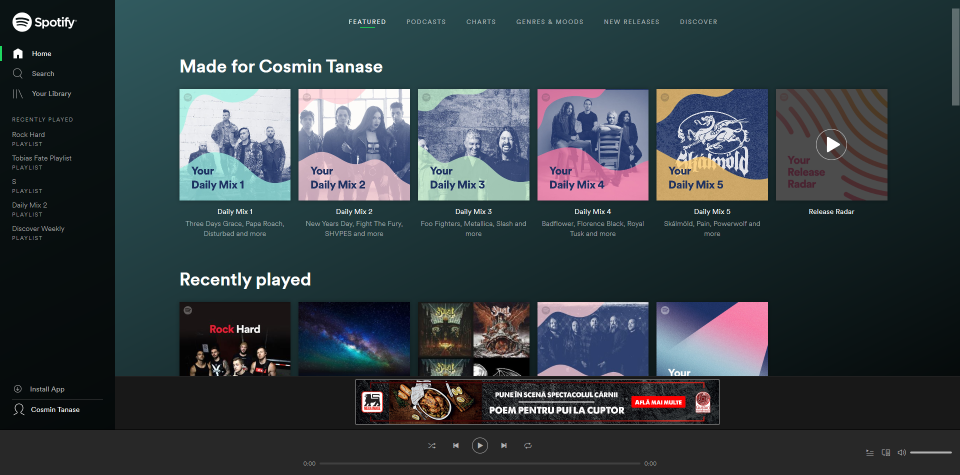 Spotify
FEATURED
PODCASTS
CHARTS
GENRES & MOODS
NEW RELEASES
DISCOVER
Home
Search
Your Library
RECENTLY PLAYED
Rock Hard
PLAYLIST
Tobias Fate Playlist
PLAYLIST
S
PLAYLIST
Daily Mix 2
PLAYLIST
Discover Weekly
PLAYLIST
Install App
Cosmin Tanase
Made for Cosmin Tanase
Your
Daily Mix 1
Your
Daily Mix 2
Your
Daily Mix 3
Your
Daily Mix 4
Skálmöld
Your
Daily Mix 5
Your
Release
Radar
Daily Mix 1
Three Days Grace, Papa Roach,
Disturbed and more
Daily Mix 2
New Years Day, Fight The Fury,
SHVPES and more
Daily Mix 3
Foo Fighters, Metallica, Slash and
more
Daily Mix 4
Badflower, Florence Black, Royal
Tusk and more
Daily Mix 5
Skálmöld, Pain, Powerwolf and
more
Release Radar
Recently played
Rock Hard
Ghost
Ghost
Ghost
Your
PUNE ÎN SCENĂ SPECTACOLUL CĂRNII
POEM PENTRU PUI LA CUPTOR
AFLĂ MAI MULTE
0:00
0:00